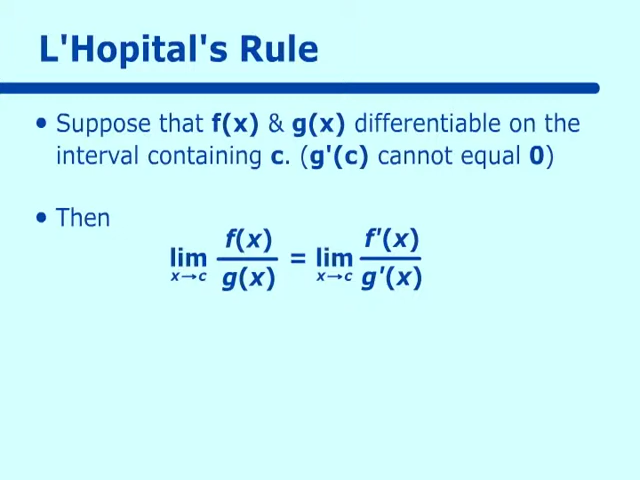 L'Hopital's Rule
• Suppose that f(x) & g(x) differentiable on the
interval containing c. (g'(c) cannot equal 0)
• Then
lim x→c f(x)/g(x) = lim x→c f'(x)/g'(x)